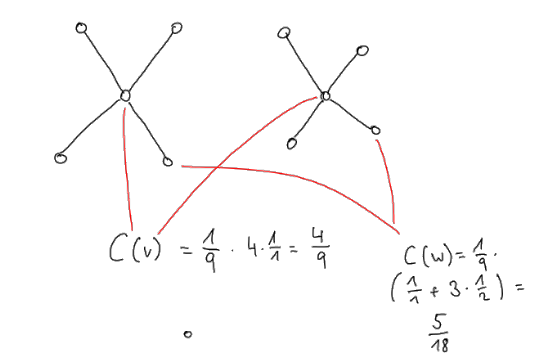 C(v) = 1/9 · 4 · 1/1 = 4/9
C(w) = 1/9 ·
(1/1 + 3 · 1/2) =
5/18